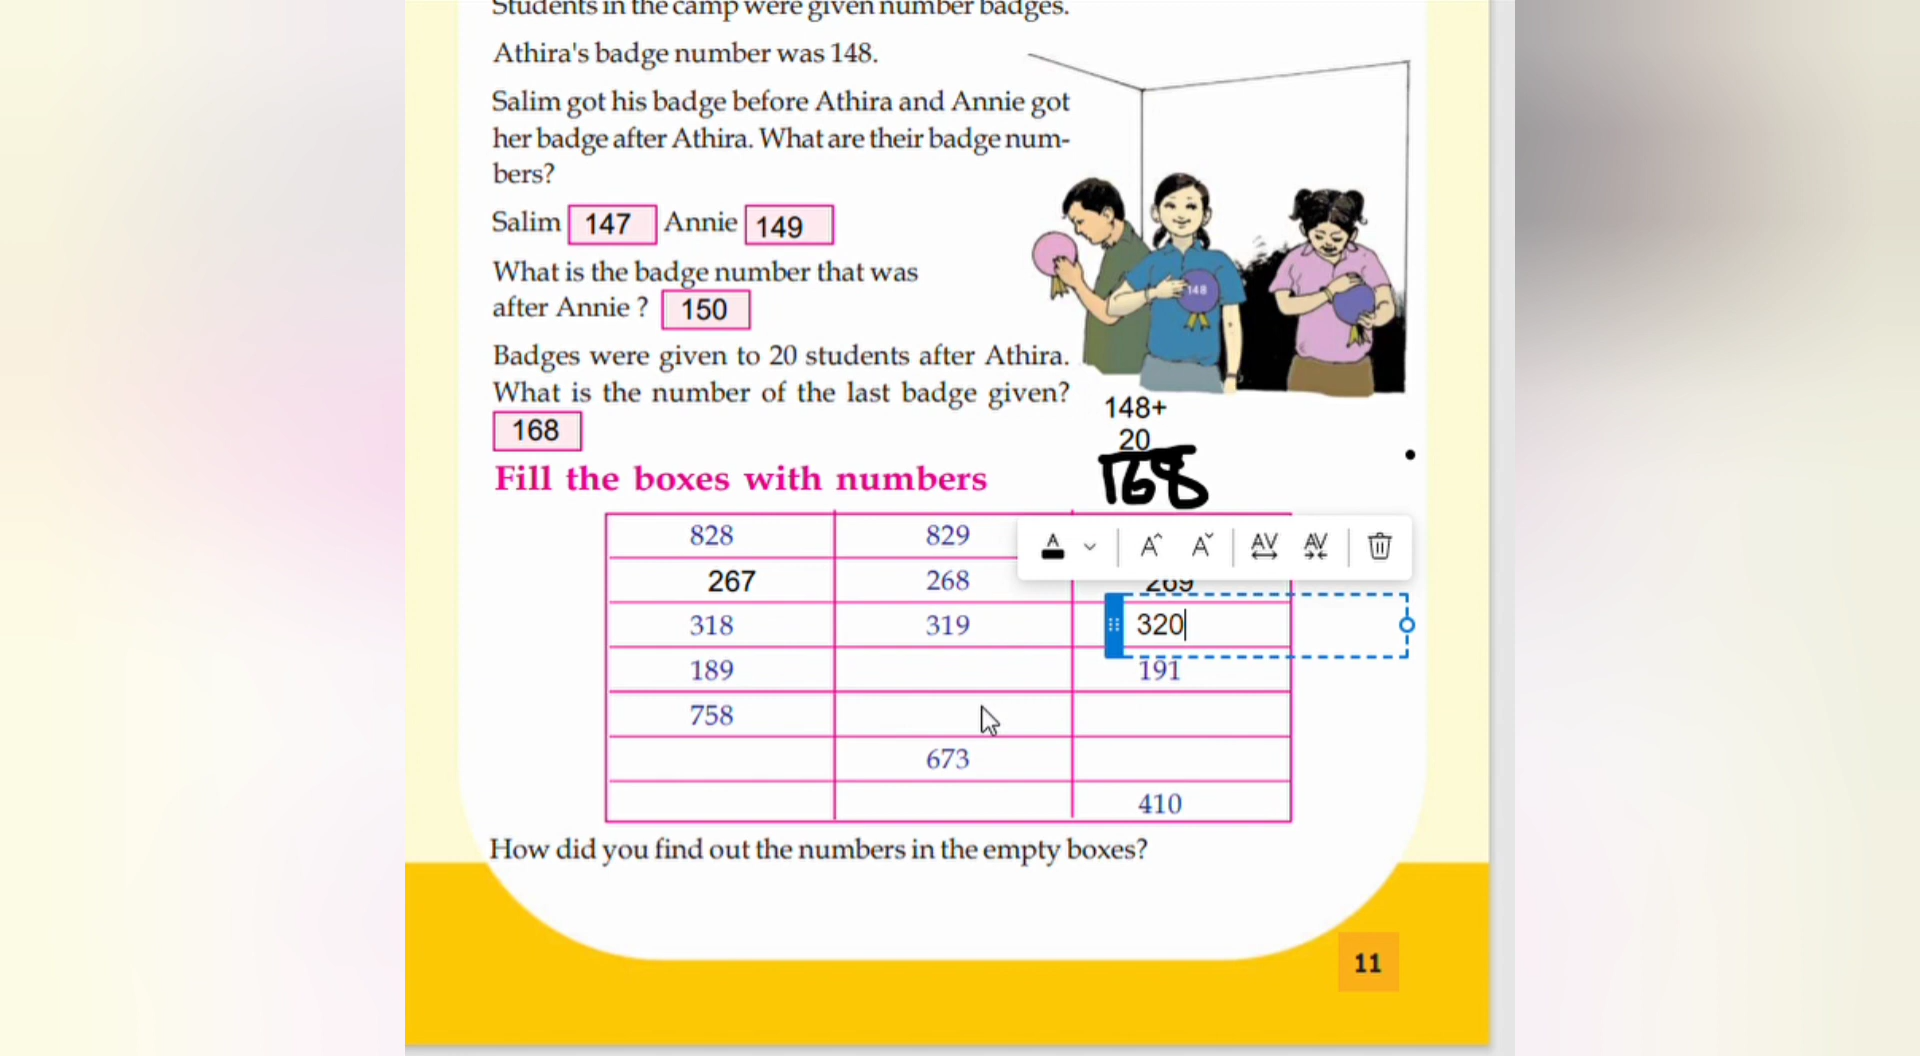 Students in the camp were given number badges.
Athira's badge number was 148.
Salim got his badge before Athira and Annie got
her badge after Athira. What are their badge num-
bers?
Salim 147 Annie 149
What is the badge number that was
after Annie ? 150
148
Badges were given to 20 students after Athira.
What is the number of the last badge given?
168
148+
20
168
Fill the boxes with numbers
828 829
267 268 269
318 319 320
189 191
758
673
410
How did you find out the numbers in the empty boxes?
11